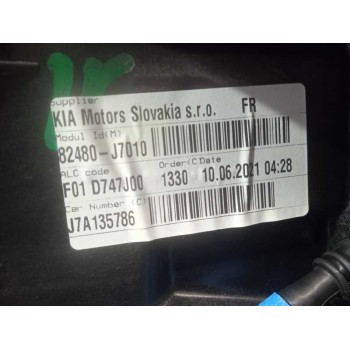 Supplier
KIA Motors Slovakia s.r.o. FR
Modul Id(M)
82480-J7010
ALC code Order(C Date
F01 D747J00 1330 10.06.2021 04:28
Car Number (C)
J7A135786